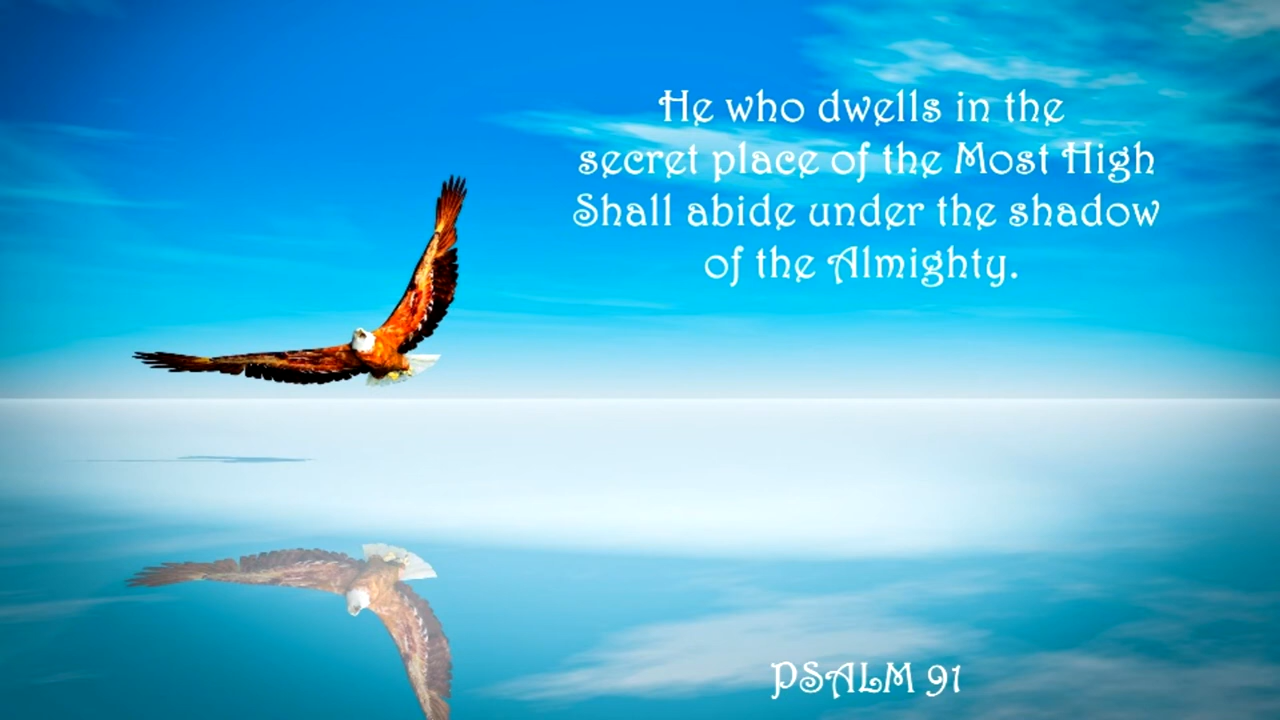 He who dwells in the
secret place of the Most High
Shall abide under the shadow
of the Almighty.
PSALM 91